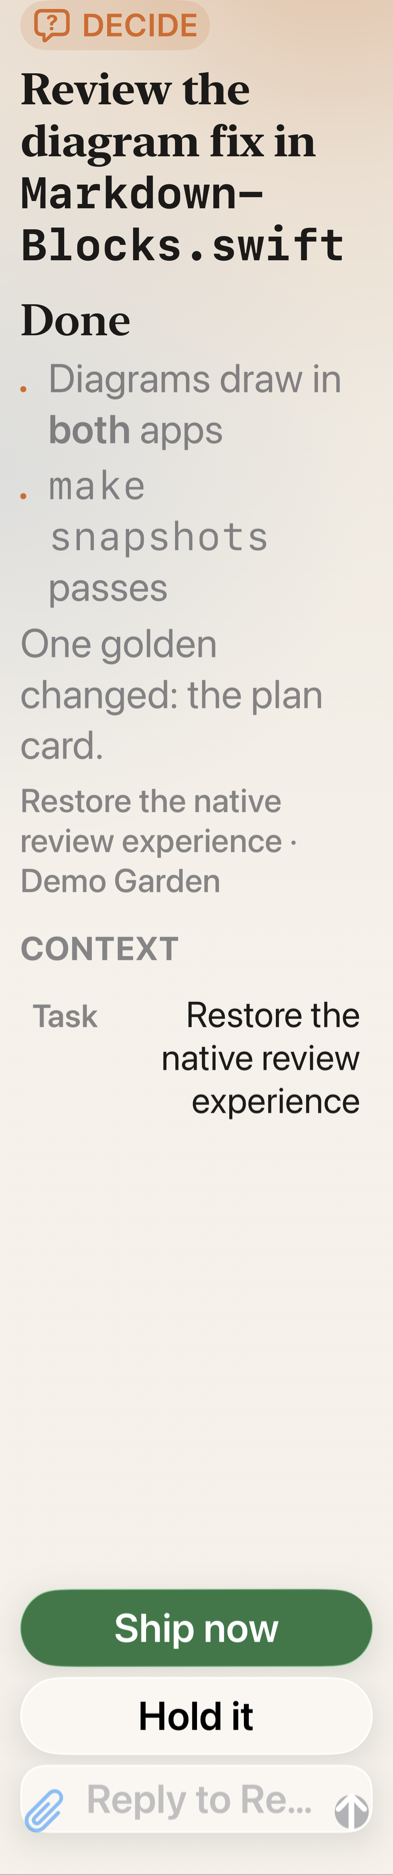 DECIDE
Review the
diagram fix in
Markdown-
Blocks.swift
Done
• Diagrams draw in
both apps
• make
snapshots
passes
One golden
changed: the plan
card.
Restore the native
review experience ·
Demo Garden
CONTEXT
Task Restore the
native review
experience
Ship now
Hold it
Reply to Re...